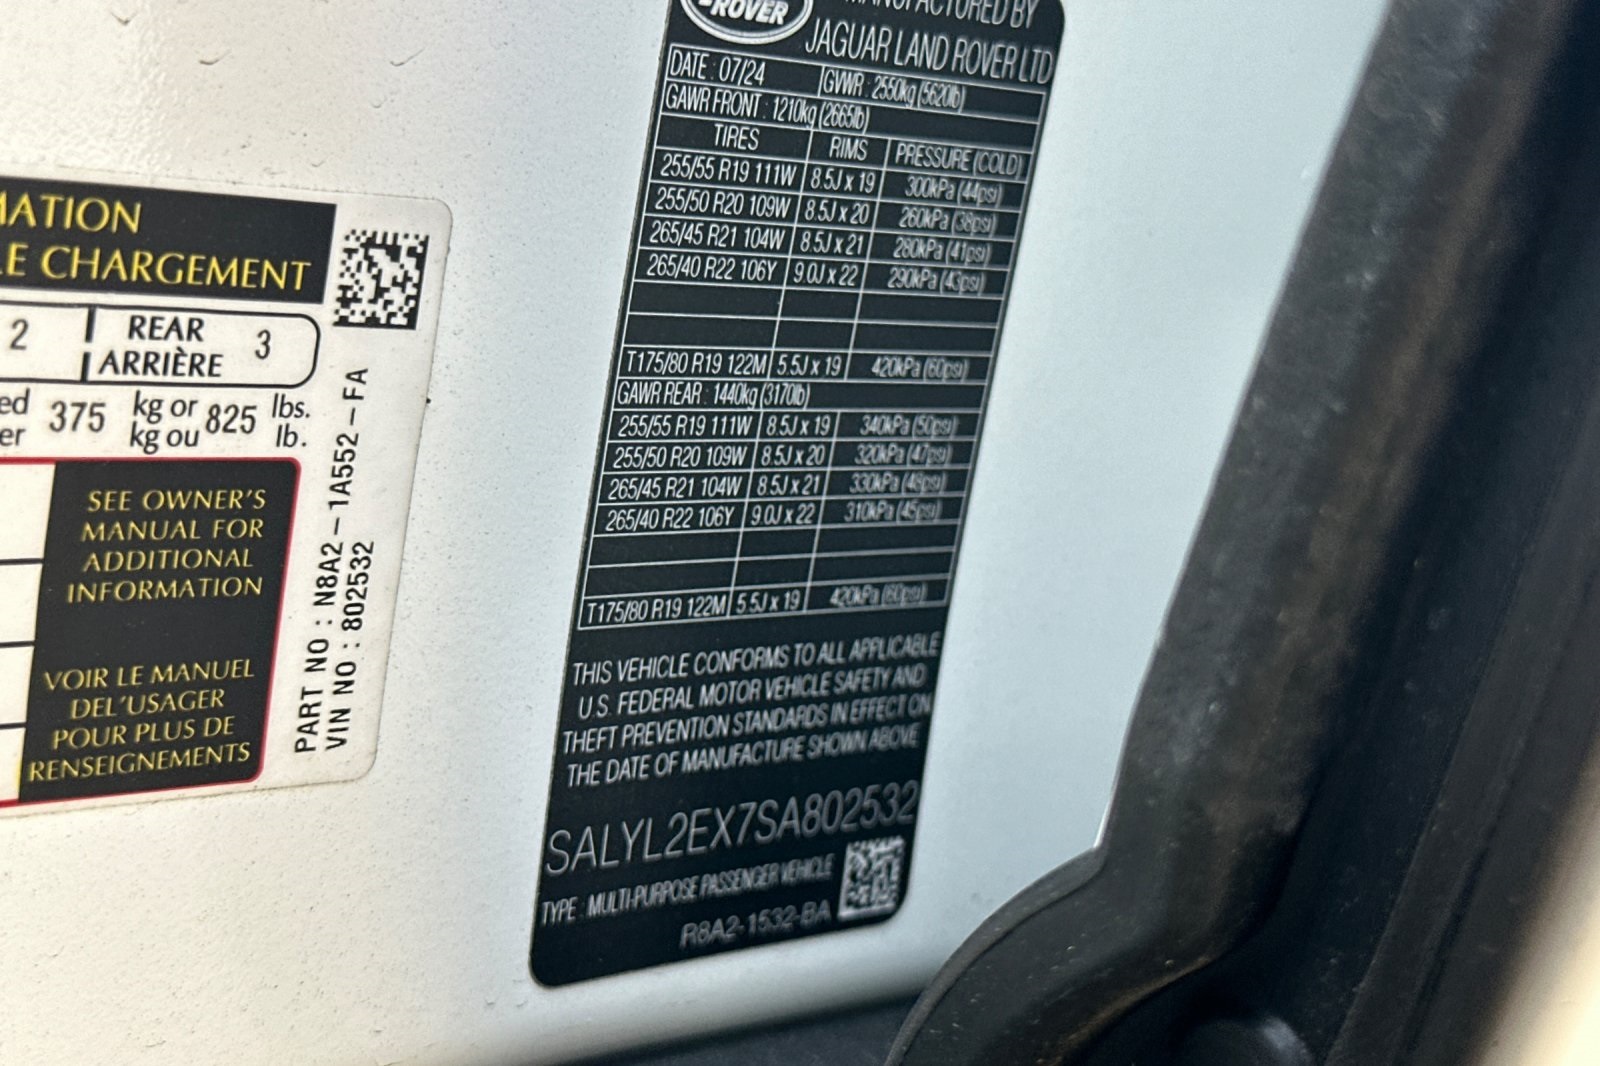 MATION
LE CHARGEMENT
2 REAR 3
ARRIÈRE
ed 375 kg or 825 lbs.
er kg ou lb.
SEE OWNER'S
MANUAL FOR
ADDITIONAL
INFORMATION
VOIR LE MANUEL
DEL'USAGER
POUR PLUS DE
RENSEIGNEMENTS
PART NO : N8A2-1A552-FA
VIN NO : 802532
ROVER
MANUFACTURED BY
JAGUAR LAND ROVER LTD
DATE : 07/24 GVWR : 2550kg (5620lb)
GAWR FRONT : 1210kg (2665lb)
TIRES RIMS PRESSURE (COLD)
255/55 R19 111W 8.5J x 19 300kPa (44psi)
255/50 R20 109W 8.5J x 20 260kPa (38psi)
265/45 R21 104W 8.5J x 21 280kPa (41psi)
265/40 R22 106Y 9.0J x 22 290kPa (43psi)
T175/80 R19 122M 5.5J x 19 420kPa (60psi)
GAWR REAR : 1440kg (3170lb)
255/55 R19 111W 8.5J x 19 340kPa (50psi)
255/50 R20 109W 8.5J x 20 320kPa (47psi)
265/45 R21 104W 8.5J x 21 330kPa (48psi)
265/40 R22 106Y 9.0J x 22 310kPa (45psi)
T175/80 R19 122M 5.5J x 19 420kPa (60psi)
THIS VEHICLE CONFORMS TO ALL APPLICABLE
U.S. FEDERAL MOTOR VEHICLE SAFETY AND
THEFT PREVENTION STANDARDS IN EFFECT ON
THE DATE OF MANUFACTURE SHOWN ABOVE
SALYL2EX7SA802532
TYPE : MULTI-PURPOSE PASSENGER VEHICLE
R8A2-1532-BA